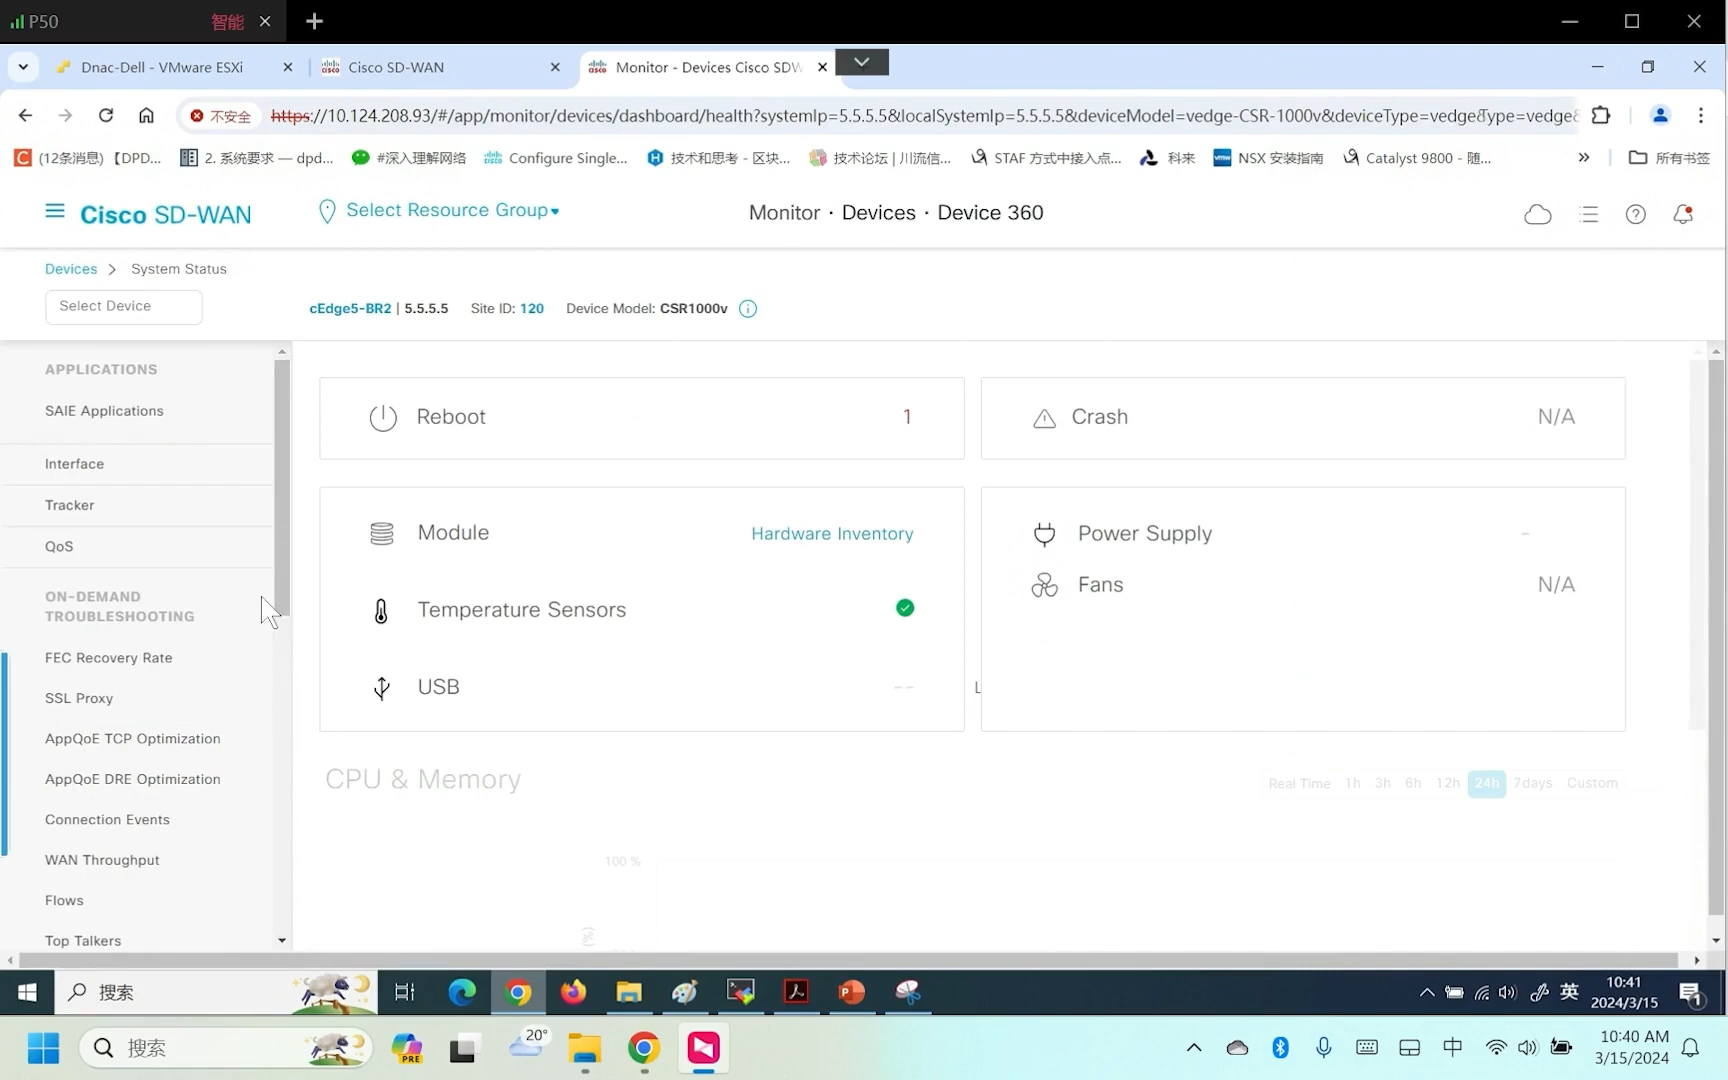 P50 智能
Dnac-Dell - VMware ESXi
Cisco SD-WAN
Monitor - Devices Cisco SDW
不安全 https://10.124.208.93/#/app/monitor/devices/dashboard/health?systemIp=5.5.5.5&localSystemIp=5.5.5.5&deviceModel=vedge-CSR-1000v&deviceType=vedge&type=vedge&
(12条消息) 【DPD...
2. 系统要求 — dpd...
#深入理解网络
Configure Single...
技术和思考 - 区块...
技术论坛 | 川流信...
STAF 方式中接入点...
科来
NSX 安装指南
Catalyst 9800 - 随...
»
所有书签
Cisco SD-WAN
Select Resource Group
Monitor · Devices · Device 360
Devices > System Status
Select Device
cEdge5-BR2 | 5.5.5.5 Site ID: 120 Device Model: CSR1000v
APPLICATIONS
SAIE Applications
Interface
Tracker
QoS
ON-DEMAND
TROUBLESHOOTING
FEC Recovery Rate
SSL Proxy
AppQoE TCP Optimization
AppQoE DRE Optimization
Connection Events
WAN Throughput
Flows
Top Talkers
Reboot 1
Crash N/A
Module Hardware Inventory
Temperature Sensors
USB --
Power Supply -
Fans N/A
CPU & Memory
Real Time 1h 3h 6h 12h 24h 7days Custom
100 %
搜索
英
10:41
2024/3/15
1
搜索
PRE
20°
中
10:40 AM
3/15/2024